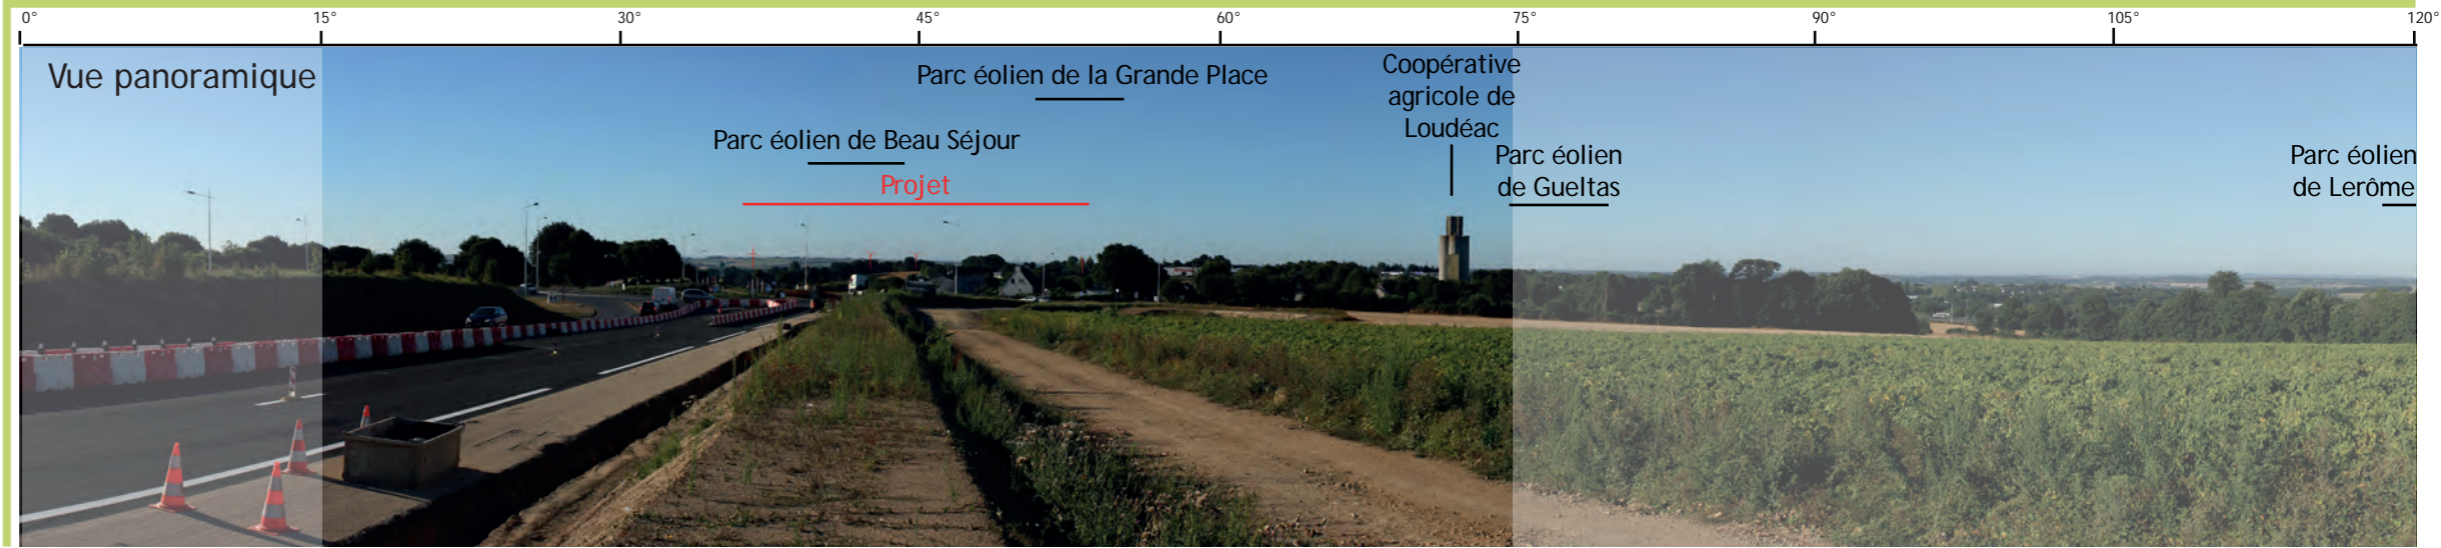 0° 15° 30° 45° 60° 75° 90° 105° 120°
Vue panoramique
Parc éolien de la Grande Place
Coopérative
agricole de
Loudéac
Parc éolien de Beau Séjour
Projet
Parc éolien
de Gueltas
Parc éolien
de Lerôme